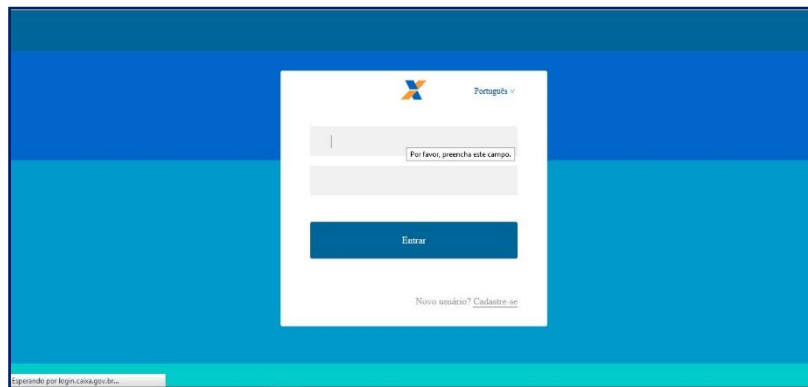 Português
Por favor, preencha este campo.
Entrar
Novo usuário? Cadastre-se
Esperando por login.caixa.gov.br...